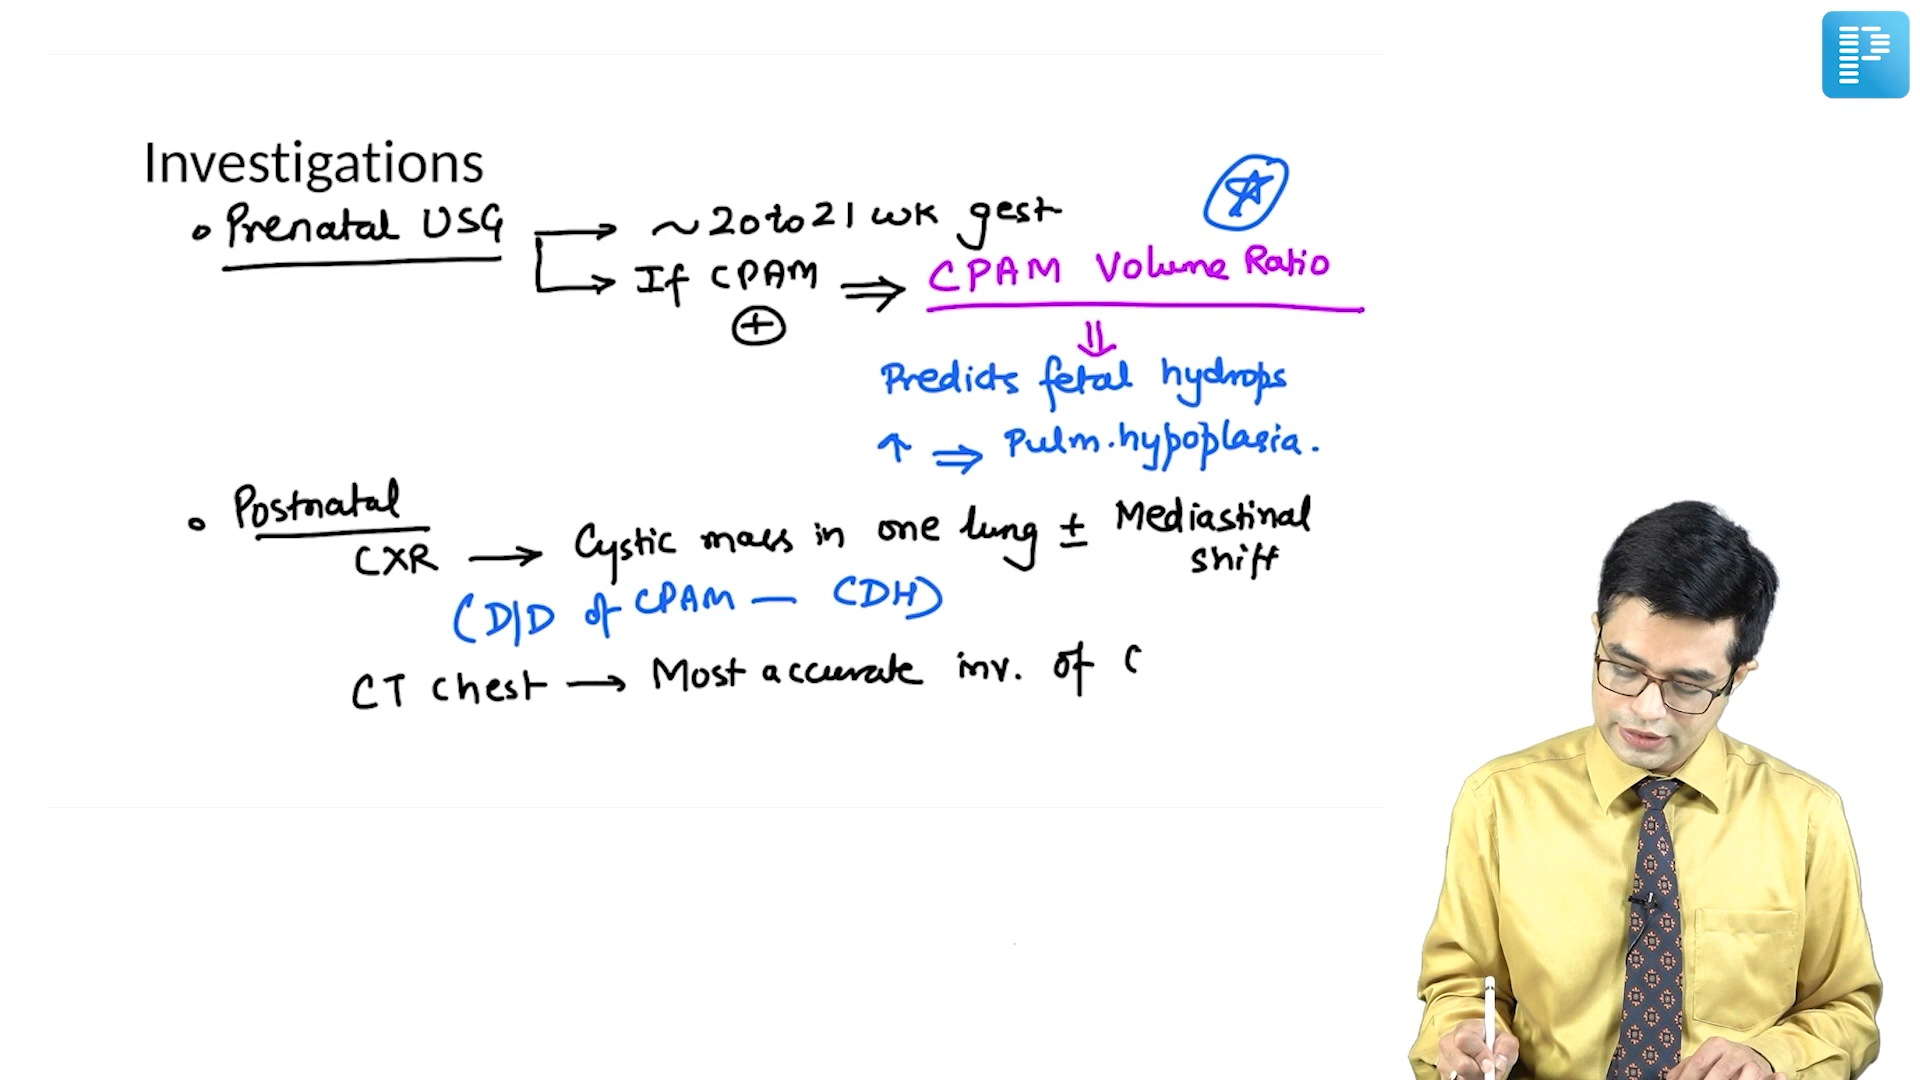 Investigations
• Prenatal USG → ~20 to 21 wk gest
→ If CPAM ⇒ CPAM Volume Ratio
+
⇓
Predicts fetal hydrops
↑ ⇒ Pulm. hypoplasia.
• Postnatal
CXR → Cystic mass in one lung ± Mediastinal
shift
(D/D of CPAM — CDH)
CT chest → Most accurate inv. of C